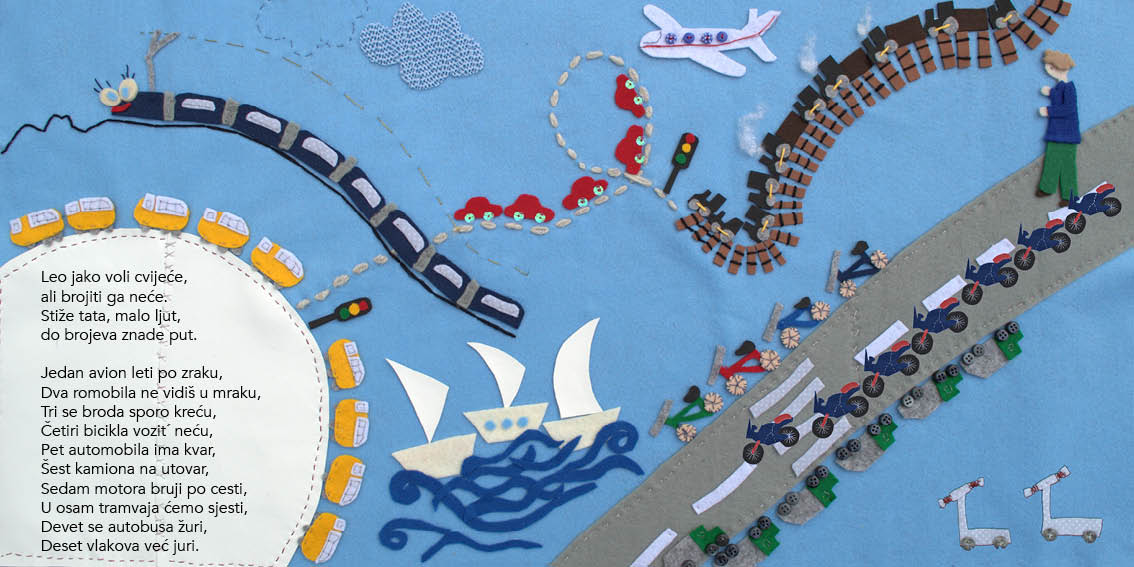 Leo jako voli cvijeće,
ali brojiti ga neće.
Stiže tata, malo ljut,
do brojeva znade put.
Jedan avion leti po zraku,
Dva romobila ne vidiš u mraku,
Tri se broda sporo kreću,
Četiri bicikla vozit´ neću,
Pet automobila ima kvar,
Šest kamiona na utovar,
Sedam motora bruji po cesti,
U osam tramvaja ćemo sjesti,
Devet se autobusa žuri,
Deset vlakova već juri.